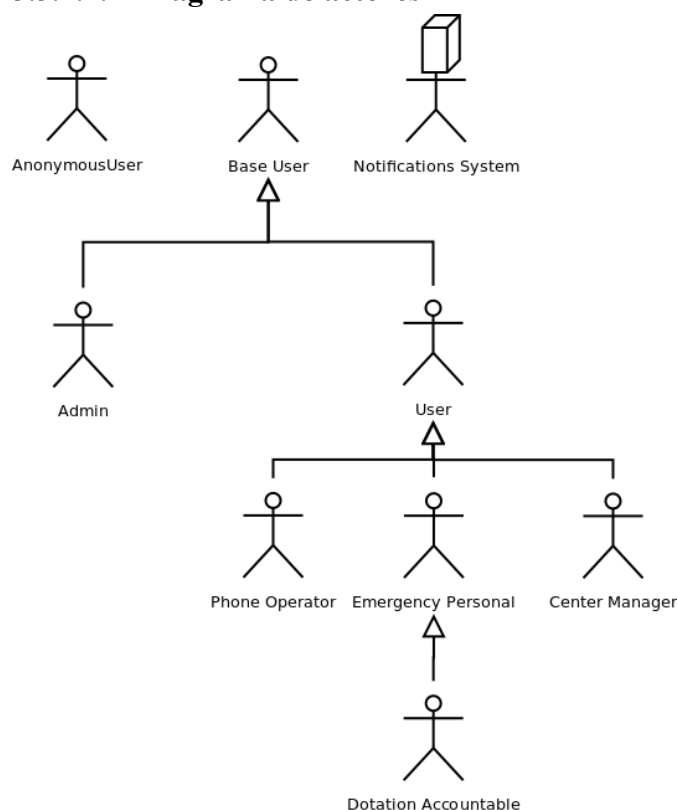 AnonymousUser
Base User
Notifications System
Admin
User
Phone Operator
Emergency Personal
Center Manager
Dotation Accountable